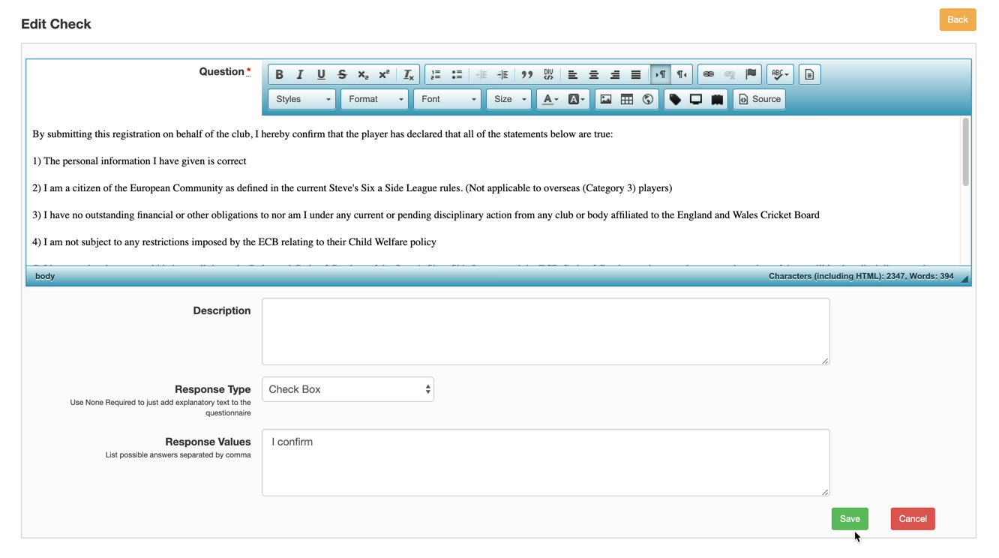 Edit Check
Back
Question *
B I U S x₂ x² Tx
ABC
Styles Format Font Size A A Source
By submitting this registration on behalf of the club, I hereby confirm that the player has declared that all of the statements below are true:
1) The personal information I have given is correct
2) I am a citizen of the European Community as defined in the current Steve's Six a Side League rules. (Not applicable to overseas (Category 3) players)
3) I have no outstanding financial or other obligations to nor am I under any current or pending disciplinary action from any club or body affiliated to the England and Wales Cricket Board
4) I am not subject to any restrictions imposed by the ECB relating to their Child Welfare policy
body
Characters (including HTML): 2347, Words: 394
Description
Response Type
Check Box
Use None Required to just add explanatory text to the
questionnaire
Response Values
I confirm
List possible answers separated by comma
Save
Cancel